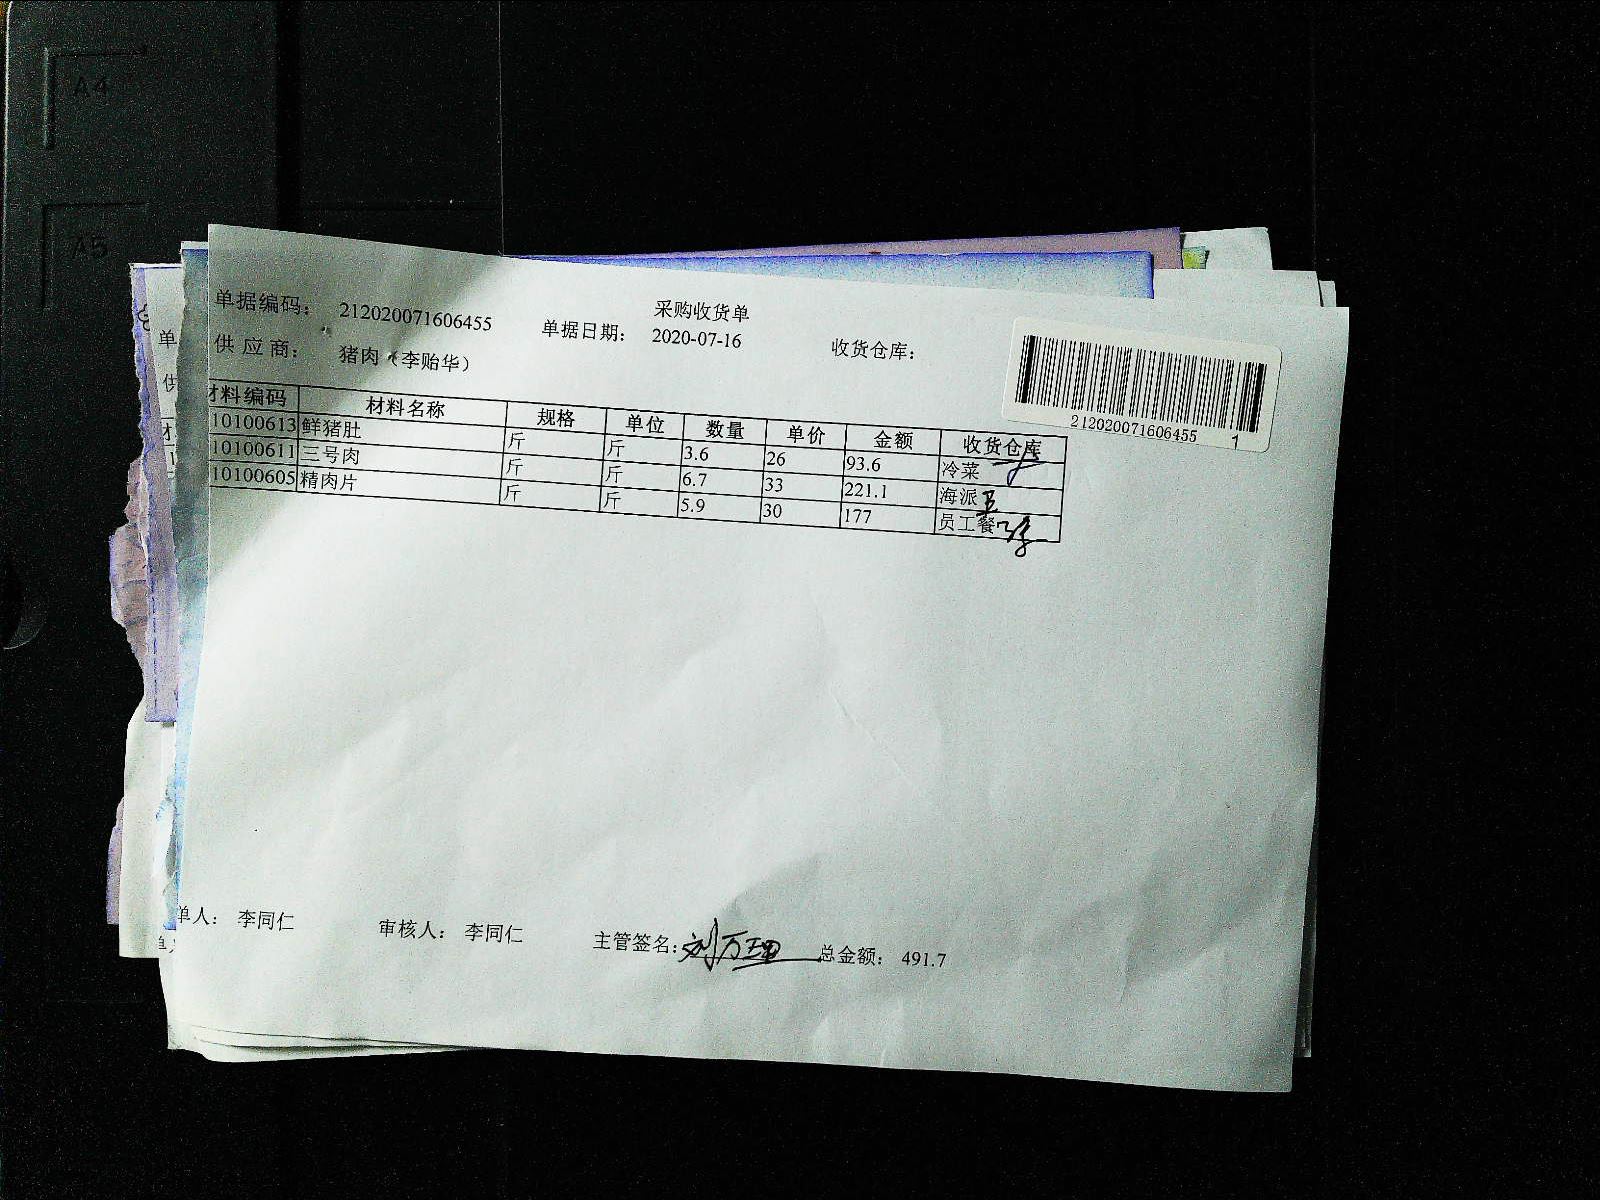 A4
A5
采购收货单
单据编码： 212020071606455 单据日期： 2020-07-16 收货仓库：
供应商： 猪肉（李贻华）
212020071606455 1
材料编码 材料名称 规格 单位 数量 单价 金额 收货仓库
10100613 鲜猪肚 斤 斤 3.6 26 93.6 冷菜
10100611 三号肉 斤 斤 6.7 33 221.1 海派
10100605 精肉片 斤 斤 5.9 30 177 员工餐
单人： 李同仁 审核人： 李同仁 主管签名： 刘万理 总金额： 491.7